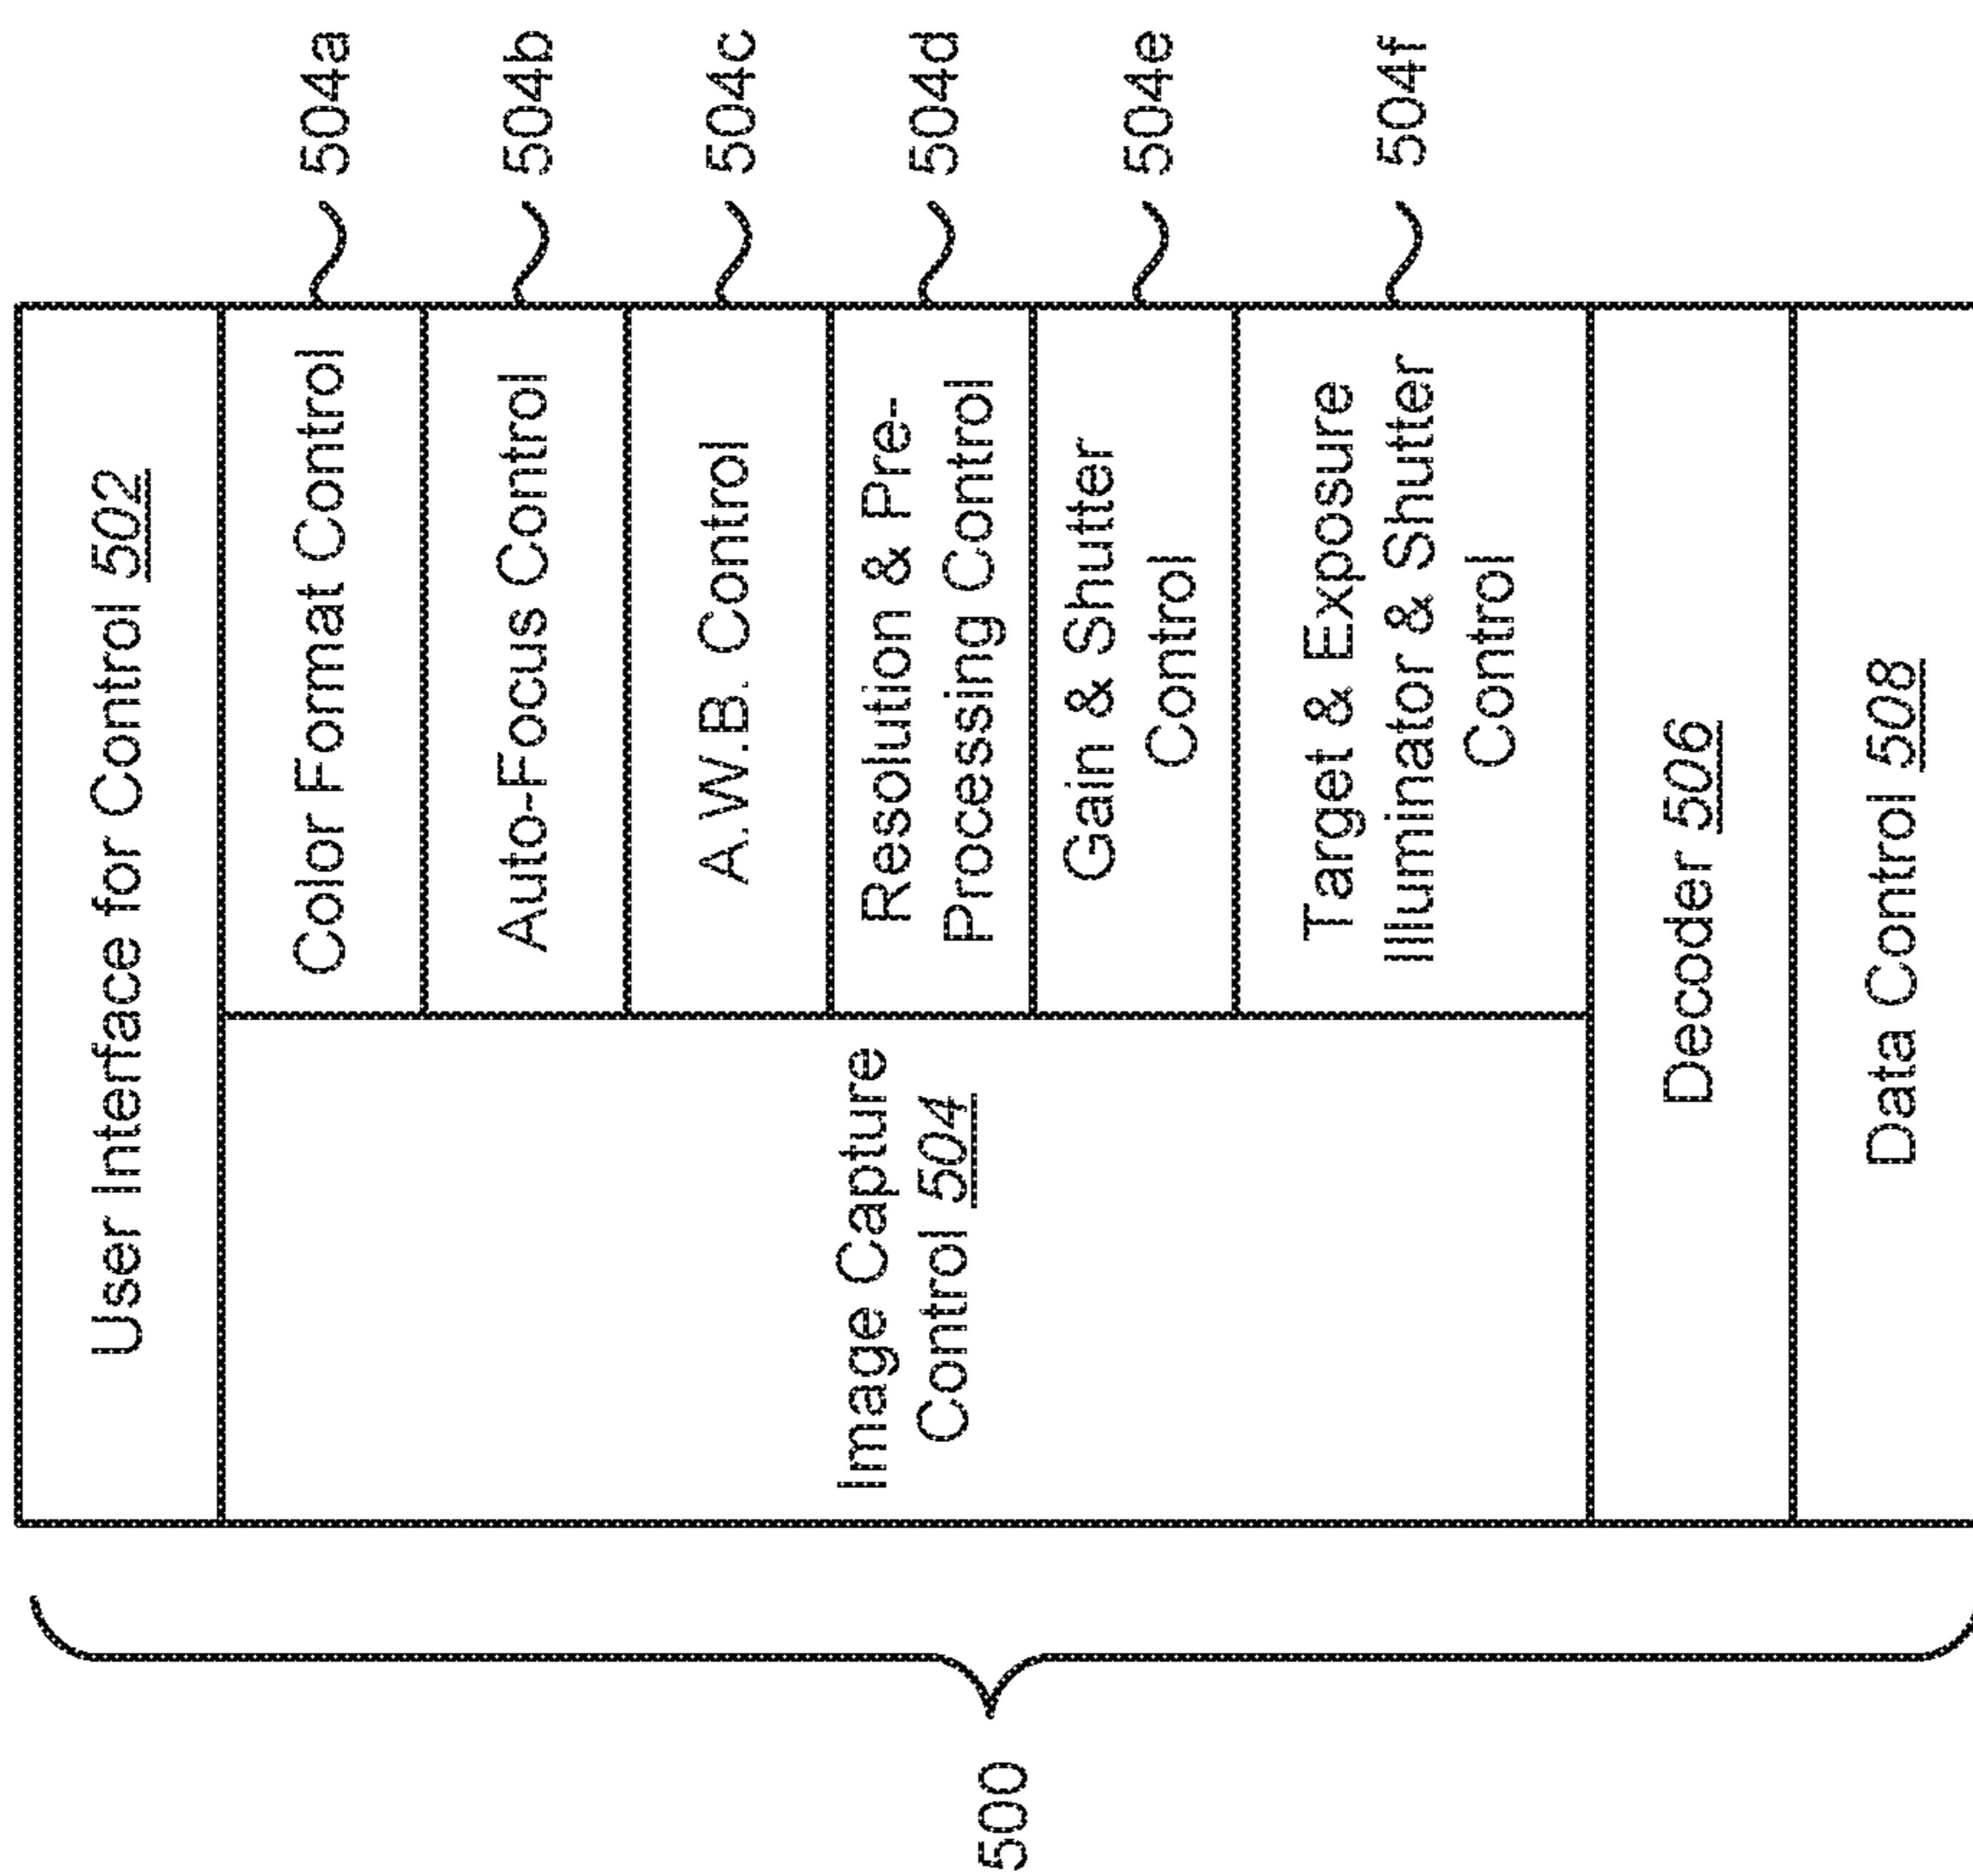 500
User Interface for Control 502
Image Capture
Control 504
Color Format Control
504a
Auto-Focus Control
504b
A.W.B. Control
504c
Resolution & Pre-
Processing Control
504d
Gain & Shutter
Control
504e
Target & Exposure
Illuminator & Shutter
Control
504f
Decoder 506
Data Control 508